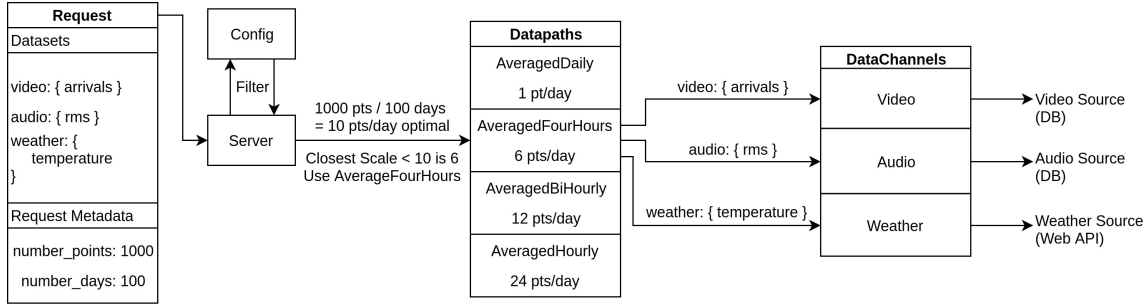 Request
Datasets
video: { arrivals }
audio: { rms }
weather: {
temperature
}
Request Metadata
number_points: 1000
number_days: 100
Config
Filter
Server
1000 pts / 100 days
= 10 pts/day optimal
Closest Scale < 10 is 6
Use AverageFourHours
Datapaths
AveragedDaily
1 pt/day
AveragedFourHours
6 pts/day
AveragedBiHourly
12 pts/day
AveragedHourly
24 pts/day
video: { arrivals }
audio: { rms }
weather: { temperature }
DataChannels
Video
Audio
Weather
Video Source
(DB)
Audio Source
(DB)
Weather Source
(Web API)